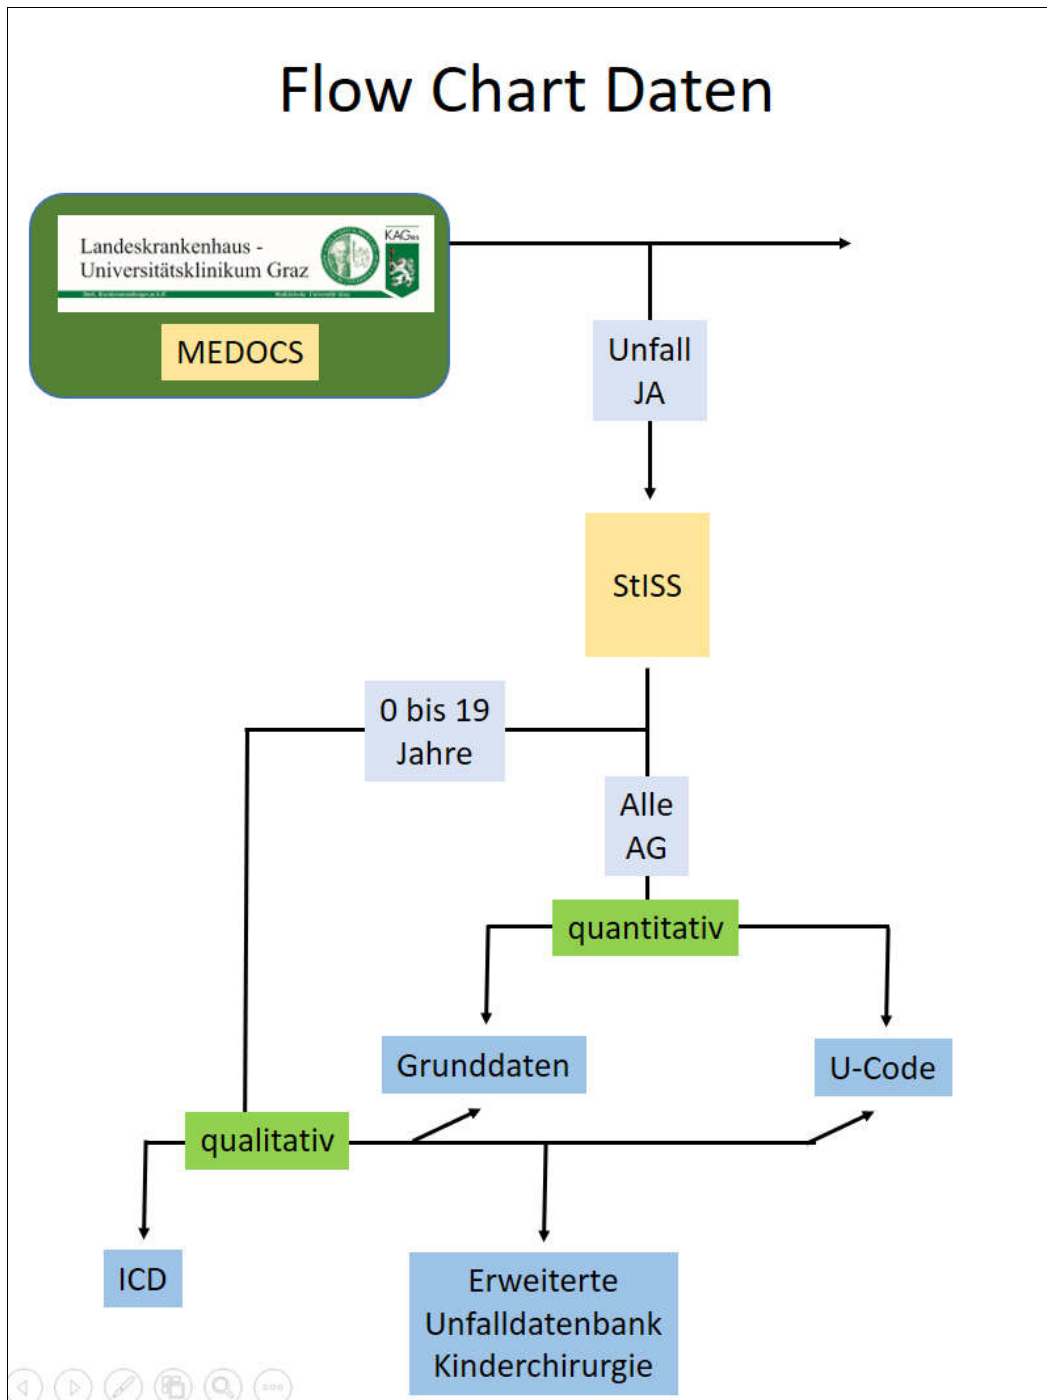 Flow Chart Daten
Landeskrankenhaus -
Universitätsklinikum Graz
KAGes
MEDOCS
Unfall
JA
StISS
0 bis 19
Jahre
Alle
AG
quantitativ
Grunddaten
U-Code
qualitativ
ICD
Erweiterte
Unfalldatenbank
Kinderchirurgie